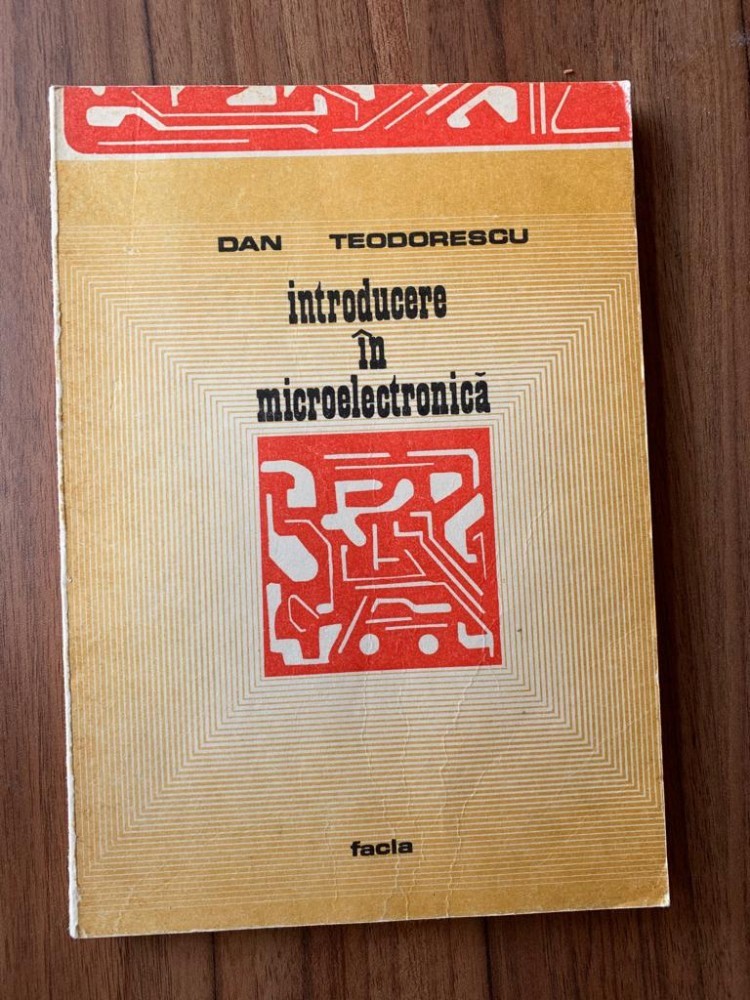 DAN TEODORESCU
introducere
în
microelectronică
facla